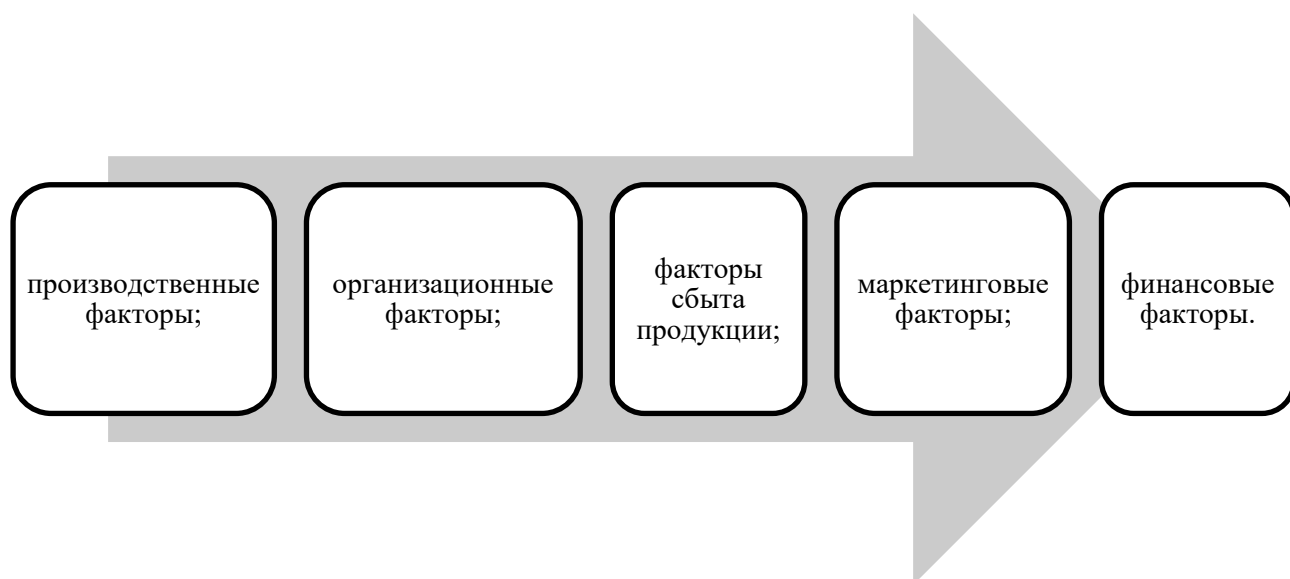 производственные
факторы;
организационные
факторы;
факторы
сбыта
продукции;
маркетинговые
факторы;
финансовые
факторы.